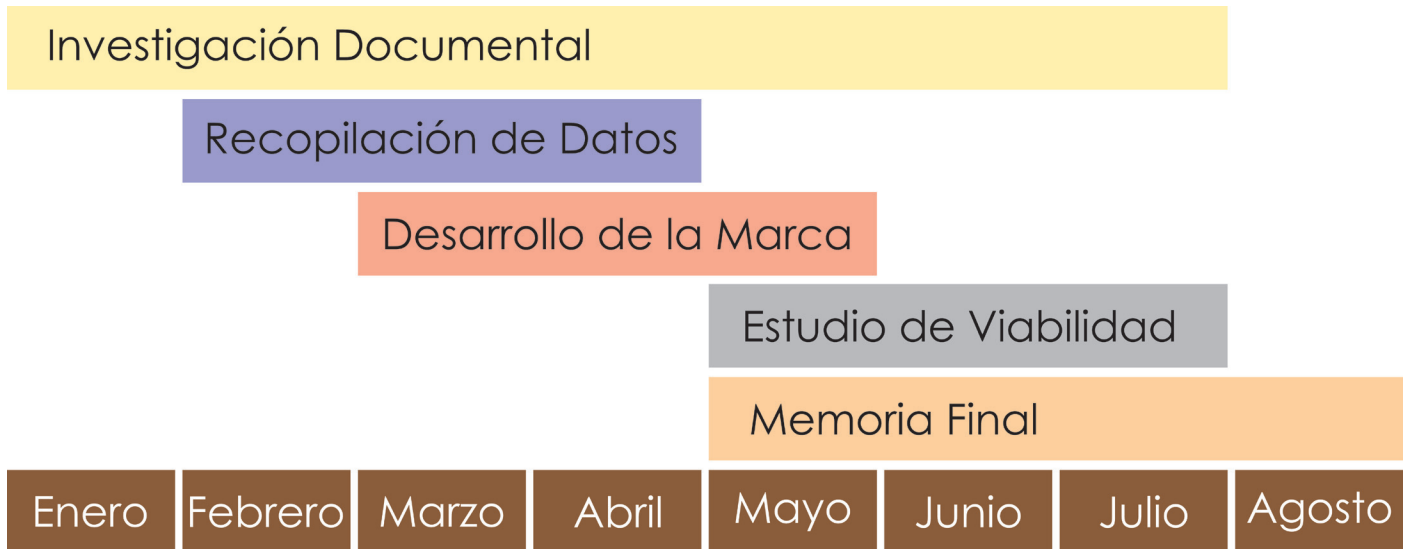 Investigación Documental
Recopilación de Datos
Desarrollo de la Marca
Estudio de Viabilidad
Memoria Final
Enero Febrero Marzo Abril Mayo Junio Julio Agosto